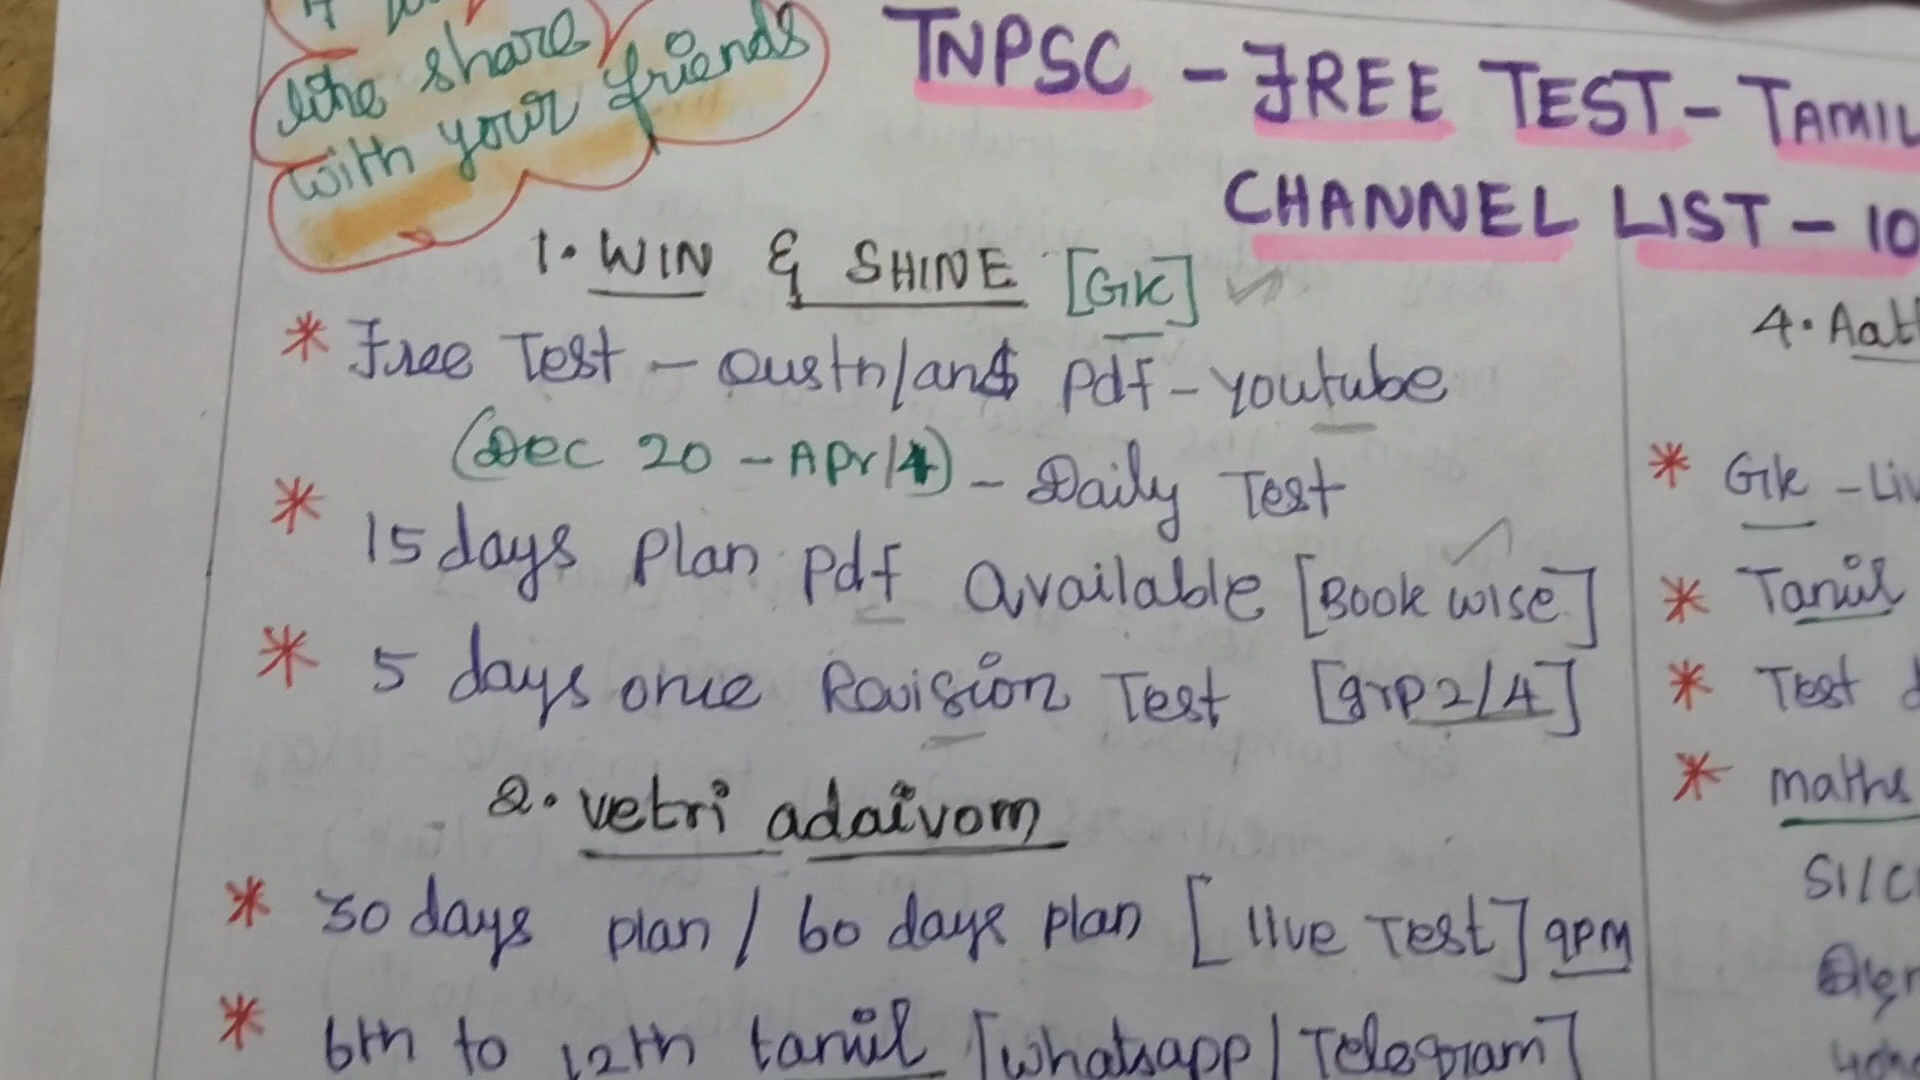 like share
with your friends
TNPSC - FREE TEST - TAMIL
CHANNEL LIST - 10
1. WIN & SHINE [GK]
* Free Test - Qustn/ans Pdf - youtube
(Dec 20 - APr/4) - Daily Test
* 15 days Plan Pdf Available [Book wise]
* 5 days once Revision Test [grp 2/4]
2. vetri adaivom
* 30 days plan / 60 days plan [live Test] 9PM
* 6th to 12th tamil [whatsapp/Telegram]
4.
* GK -
* Tamil
* Test
* maths
SI/